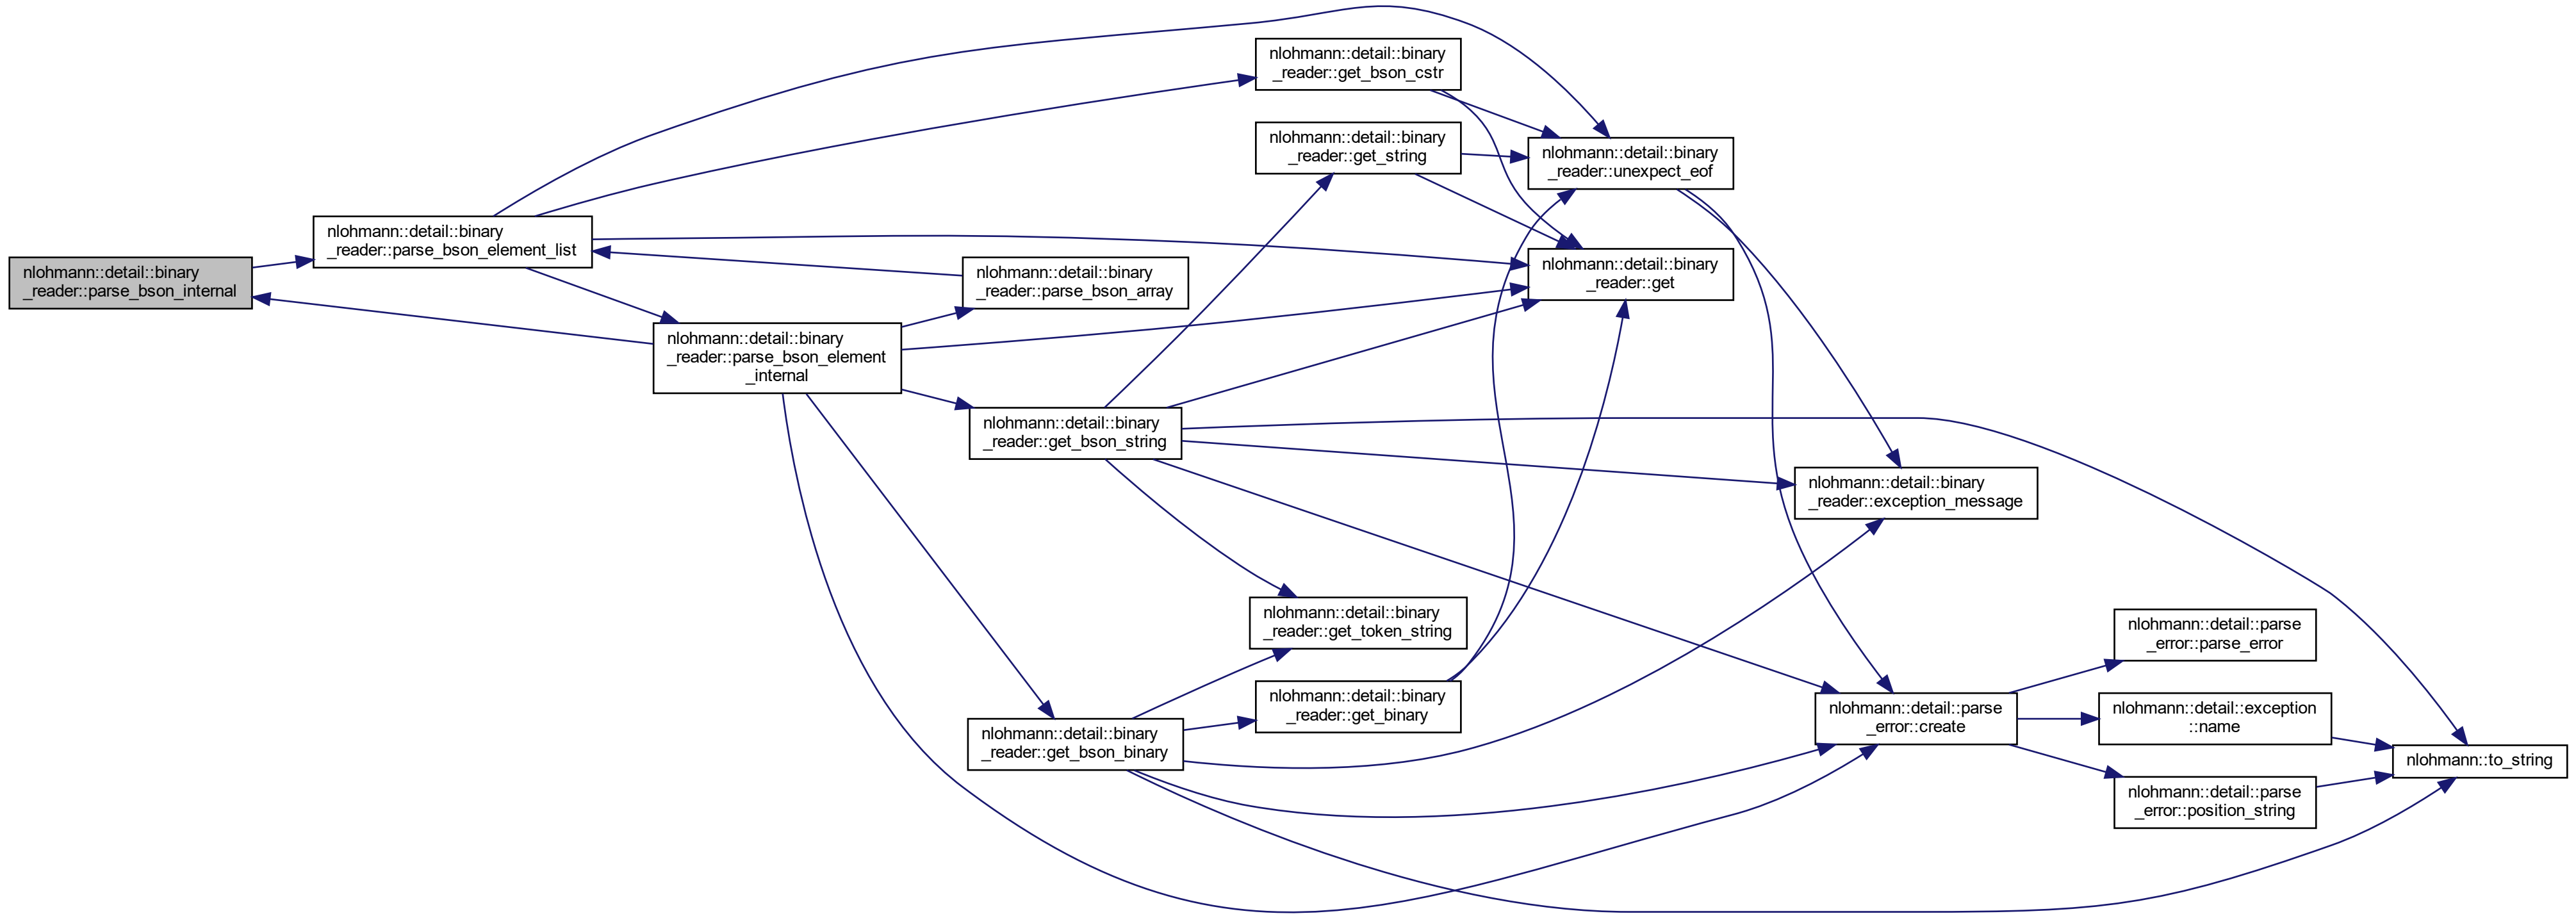 nlohmann::detail::binary
_reader::parse_bson_internal
nlohmann::detail::binary
_reader::parse_bson_element_list
nlohmann::detail::binary
_reader::parse_bson_element
_internal
nlohmann::detail::binary
_reader::parse_bson_array
nlohmann::detail::binary
_reader::get_bson_string
nlohmann::detail::binary
_reader::get_bson_binary
nlohmann::detail::binary
_reader::get_bson_cstr
nlohmann::detail::binary
_reader::get_string
nlohmann::detail::binary
_reader::get_token_string
nlohmann::detail::binary
_reader::get_binary
nlohmann::detail::binary
_reader::unexpect_eof
nlohmann::detail::binary
_reader::get
nlohmann::detail::binary
_reader::exception_message
nlohmann::detail::parse
_error::create
nlohmann::detail::parse
_error::parse_error
nlohmann::detail::exception
::name
nlohmann::detail::parse
_error::position_string
nlohmann::to_string